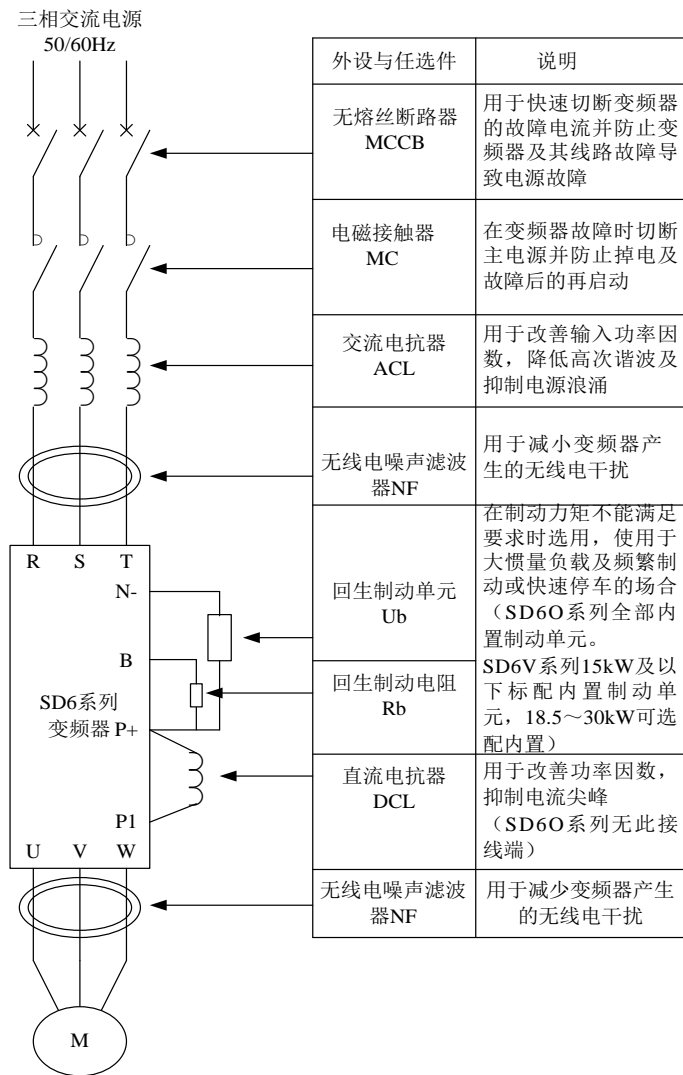 三相交流电源
50/60Hz
外设与任选件
说明
无熔丝断路器
MCCB
用于快速切断变频器
的故障电流并防止变
频器及其线路故障导
致电源故障
电磁接触器
MC
在变频器故障时切断
主电源并防止掉电及
故障后的再启动
交流电抗器
ACL
用于改善输入功率因
数，降低高次谐波及
抑制电源浪涌
无线电噪声滤波
器NF
用于减小变频器产
生的无线电干扰
R S T
N-
B
SD6系列
变频器 P+
P1
U V W
回生制动单元
Ub
回生制动电阻
Rb
在制动力矩不能满足
要求时选用，使用于
大惯量负载及频繁制
动或快速停车的场合
（SD6O系列全部内
置制动单元。
SD6V系列15kW及以
下标配内置制动单
元，18.5～30kW可选
配内置）
直流电抗器
DCL
用于改善功率因数，
抑制电流尖峰
（SD6O系列无此接
线端）
无线电噪声滤波
器NF
用于减少变频器产生
的无线电干扰
M